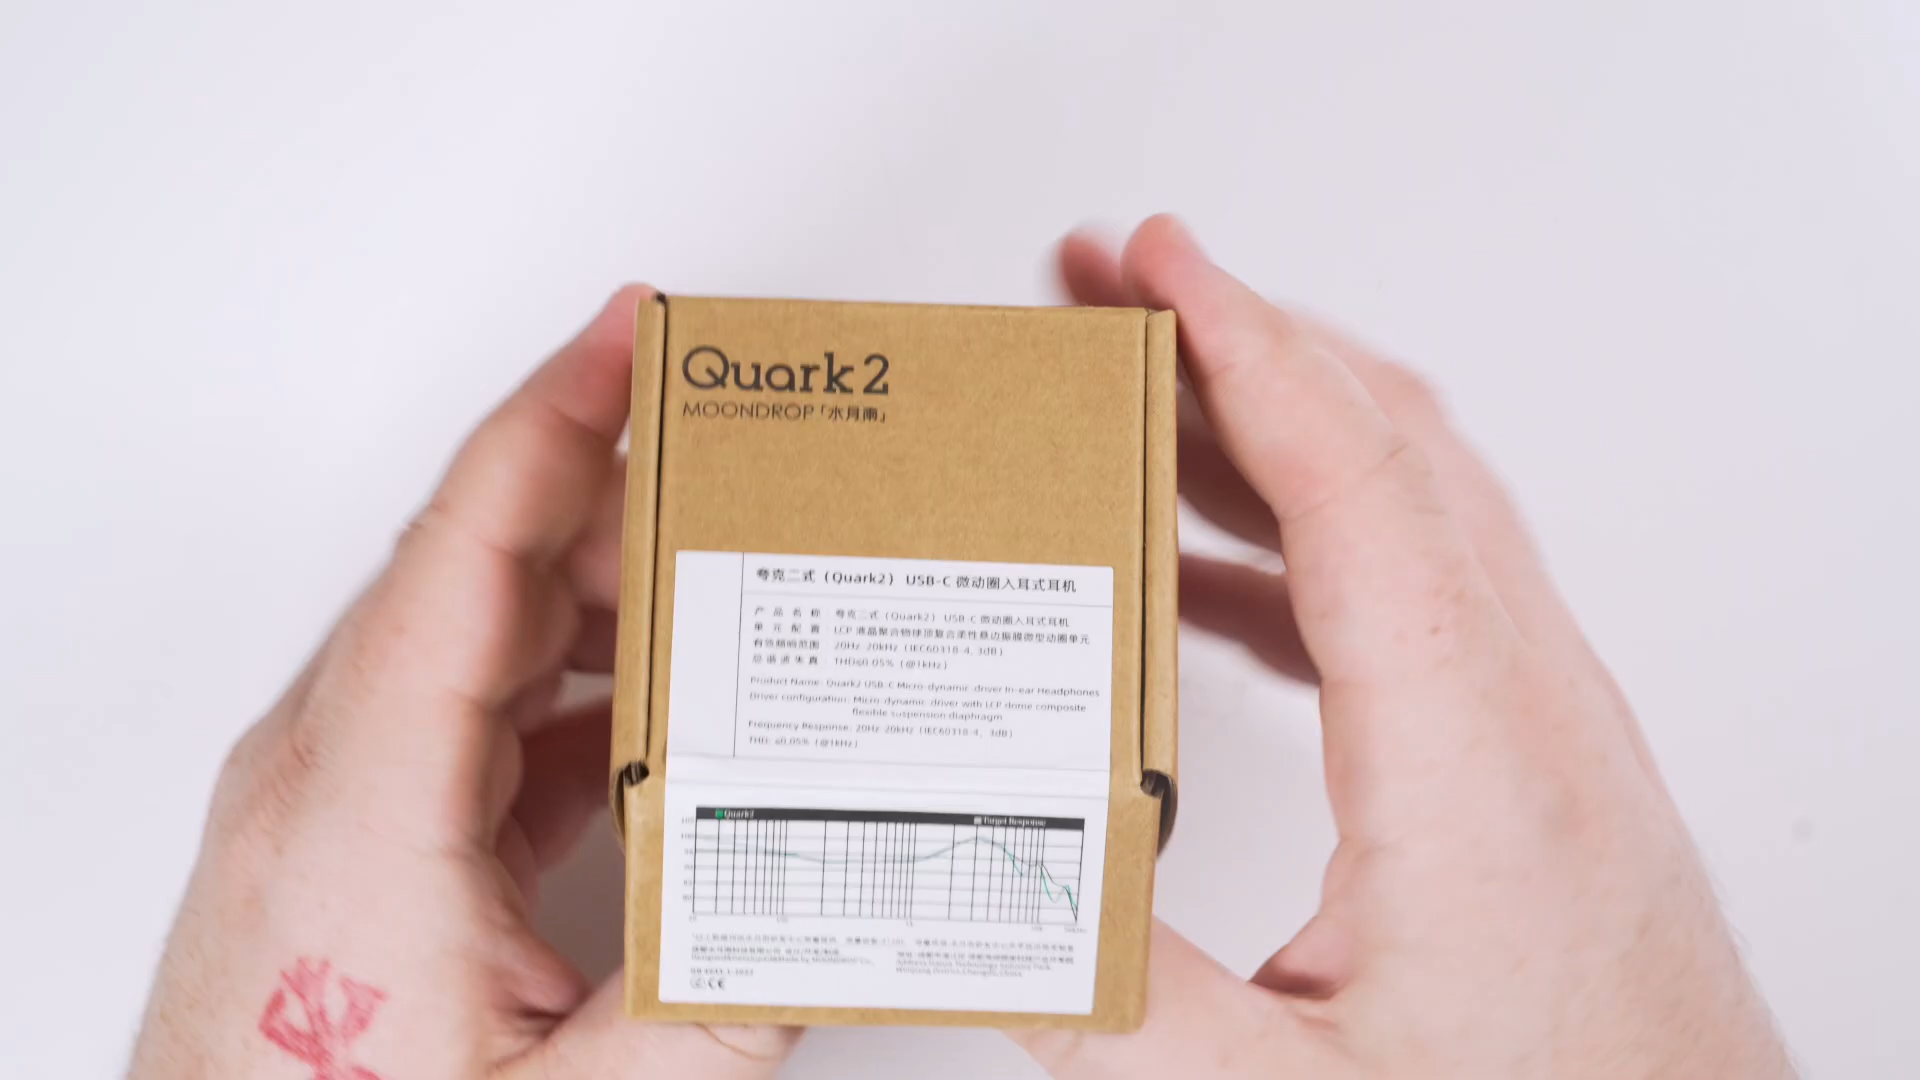 Quark2
MOONDROP「水月雨」
夸克二式（Quark2） USB-C 微动圈入耳式耳机
产品名称：夸克二式（Quark2） USB-C 微动圈入耳式耳机
单元配置：LCP 液晶聚合物球顶复合柔性悬边振膜微型动圈单元
有效频响范围：20Hz-20kHz（IEC60318-4, 3dB）
总谐波失真：THD≤0.05%（@1kHz）
Product Name: Quark2 USB-C Micro-dynamic-driver In-ear Headphones
Driver configuration: Micro-dynamic driver with LCP dome composite
flexible suspension diaphragm
Frequency Response: 20Hz-20kHz（IEC60318-4, 3dB）
THD: ≤0.05%（@1kHz）
Quark2
Target Response
CE